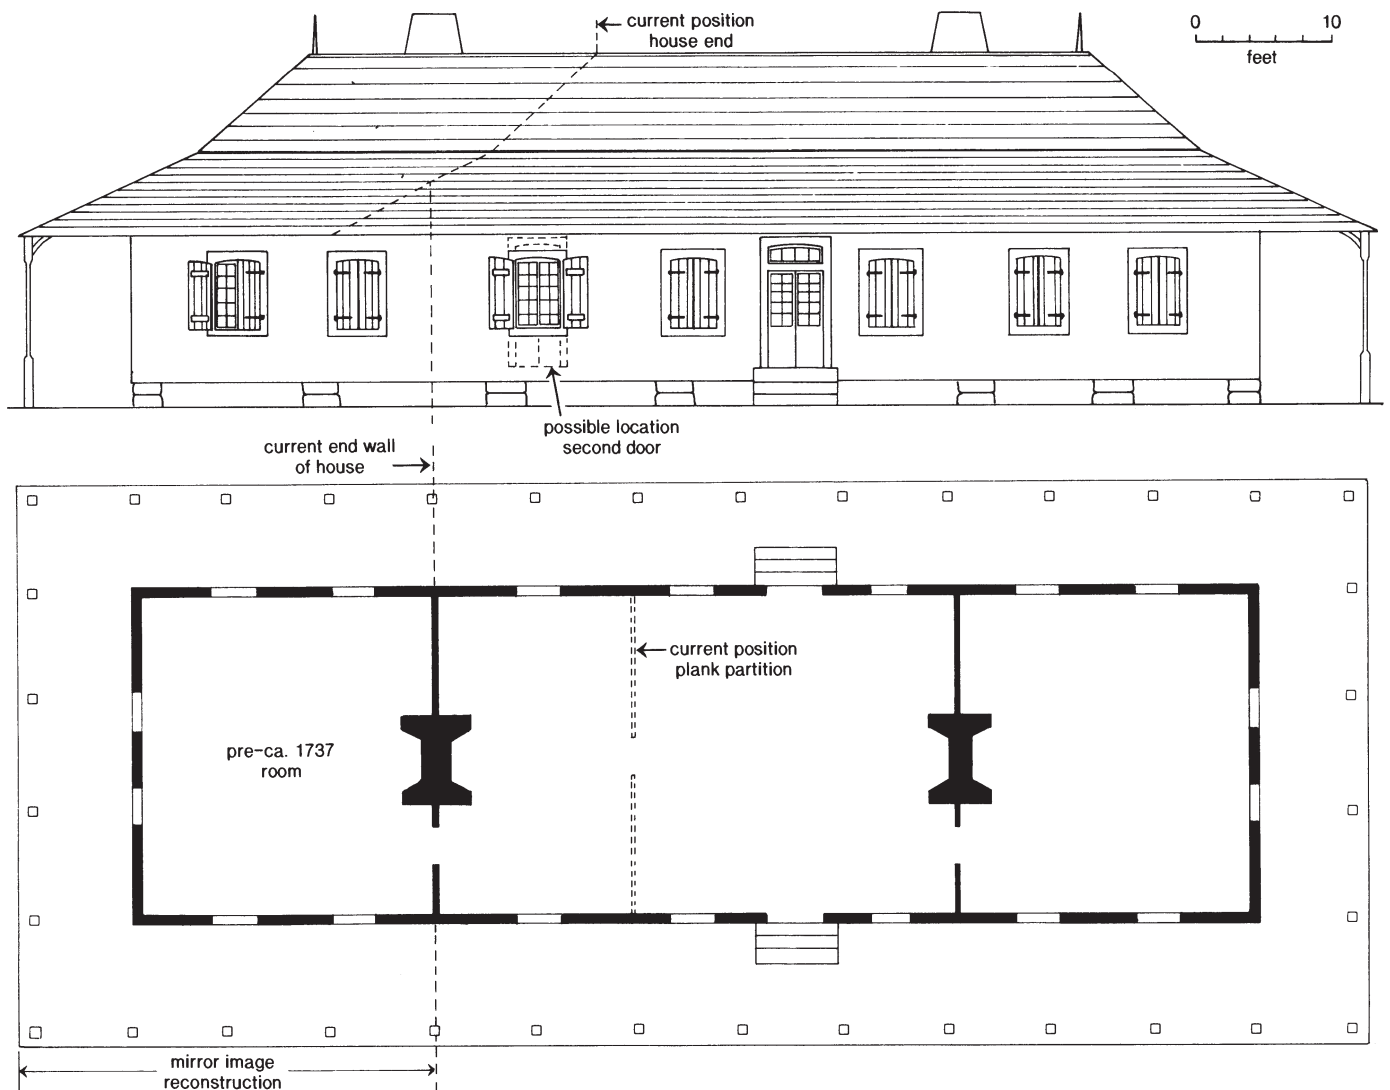 current position
house end
0 10
feet
possible location
second door
current end wall
of house
current position
plank partition
pre-ca. 1737
room
mirror image
reconstruction